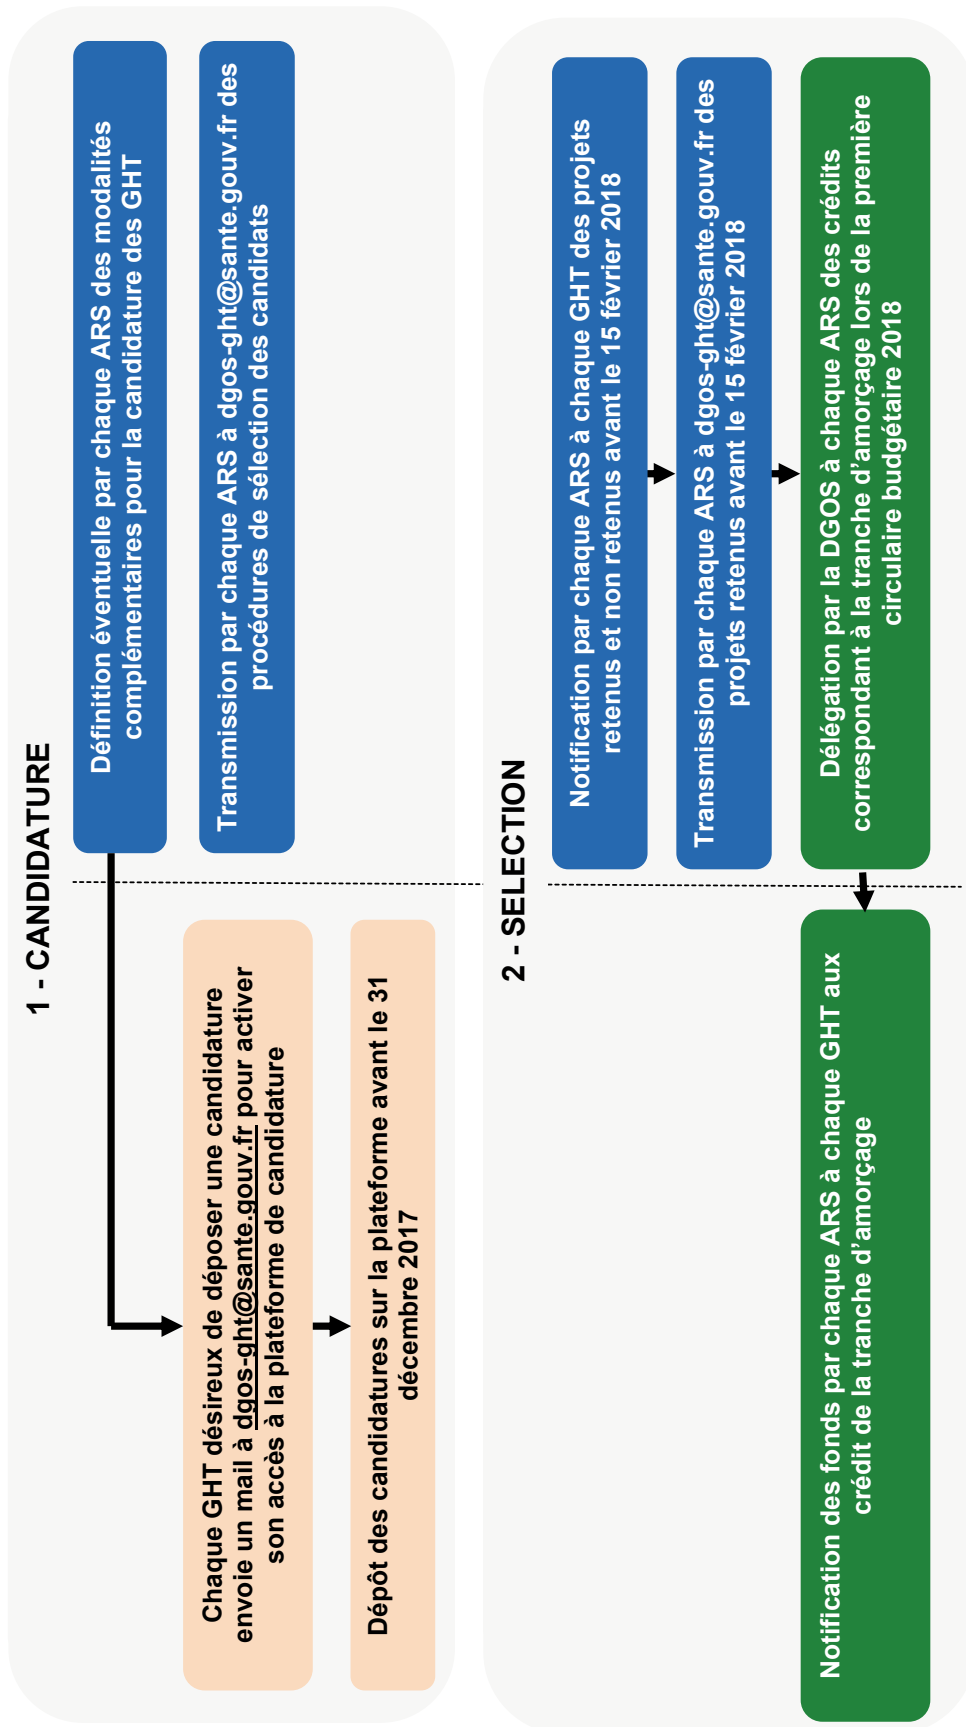 1 - CANDIDATURE
Chaque GHT désireux de déposer une candidature
envoie un mail à dgos-ght@sante.gouv.fr pour activer
son accès à la plateforme de candidature
Dépôt des candidatures sur la plateforme avant le 31
décembre 2017
Définition éventuelle par chaque ARS des modalités
complémentaires pour la candidature des GHT
Transmission par chaque ARS à dgos-ght@sante.gouv.fr des
procédures de sélection des candidats
2 - SELECTION
Notification par chaque ARS à chaque GHT des projets
retenus et non retenus avant le 15 février 2018
Transmission par chaque ARS à dgos-ght@sante.gouv.fr des
projets retenus avant le 15 février 2018
Délégation par la DGOS à chaque ARS des crédits
correspondant à la tranche d’amorçage lors de la première
circulaire budgétaire 2018
Notification des fonds par chaque ARS à chaque GHT aux
crédit de la tranche d’amorçage